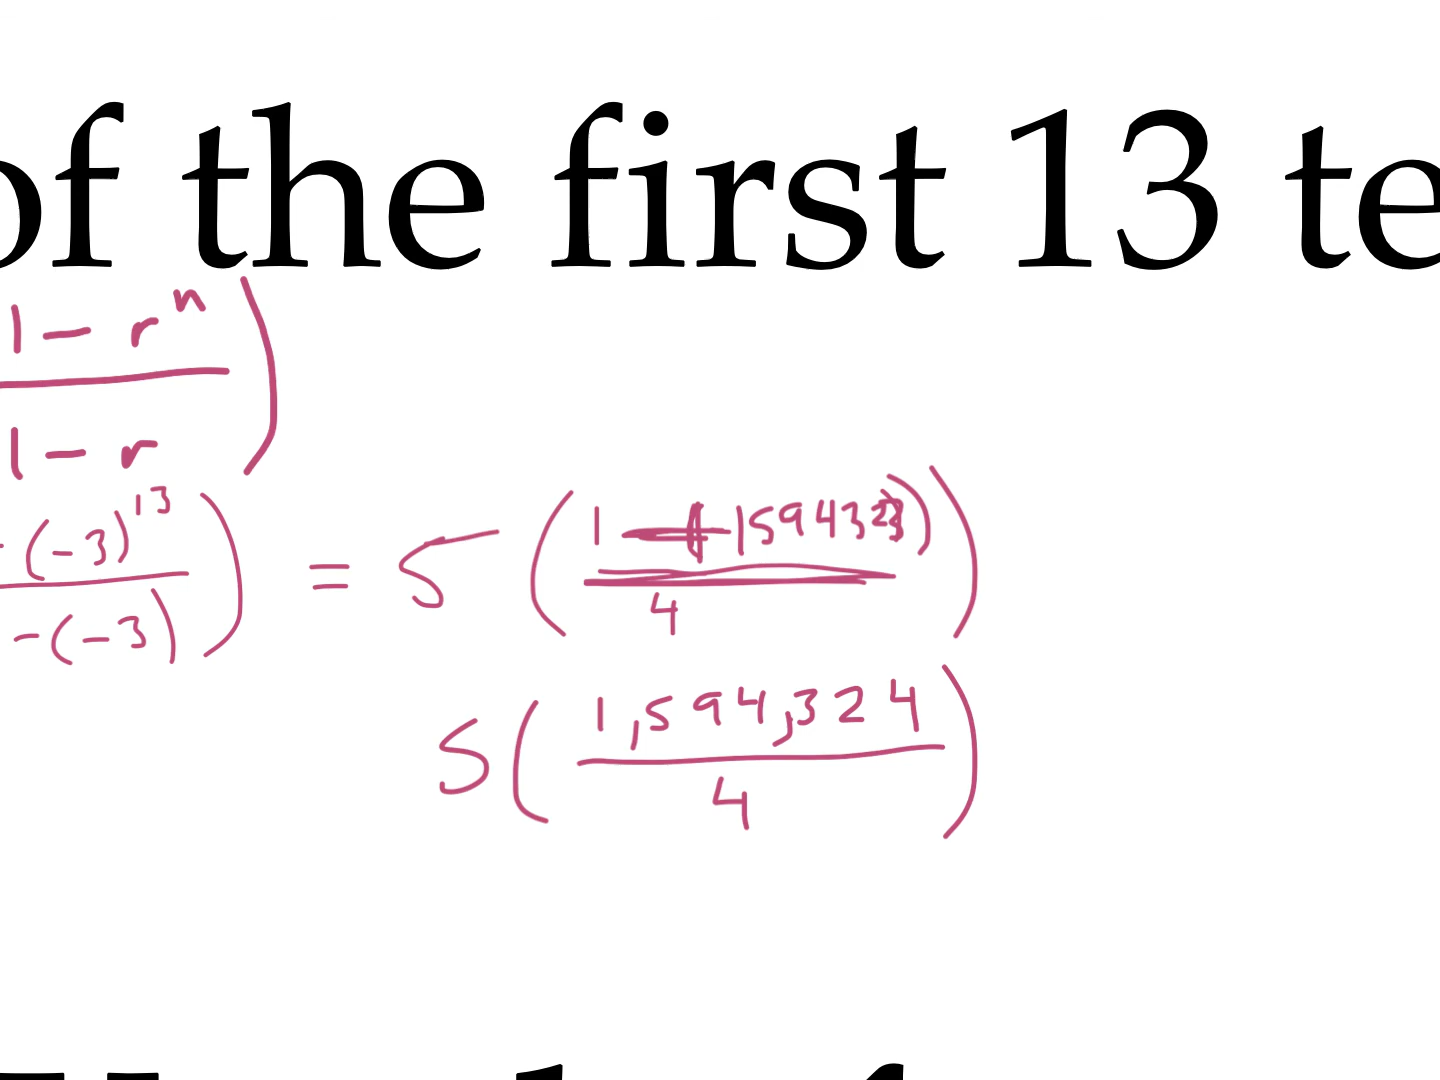 of the first 13 te
1 - r^n )
1 - r
(-3)^13 ) = 5 ( 1 + 1594323) )
-(-3) 4
5 ( 1,594,324 )
4